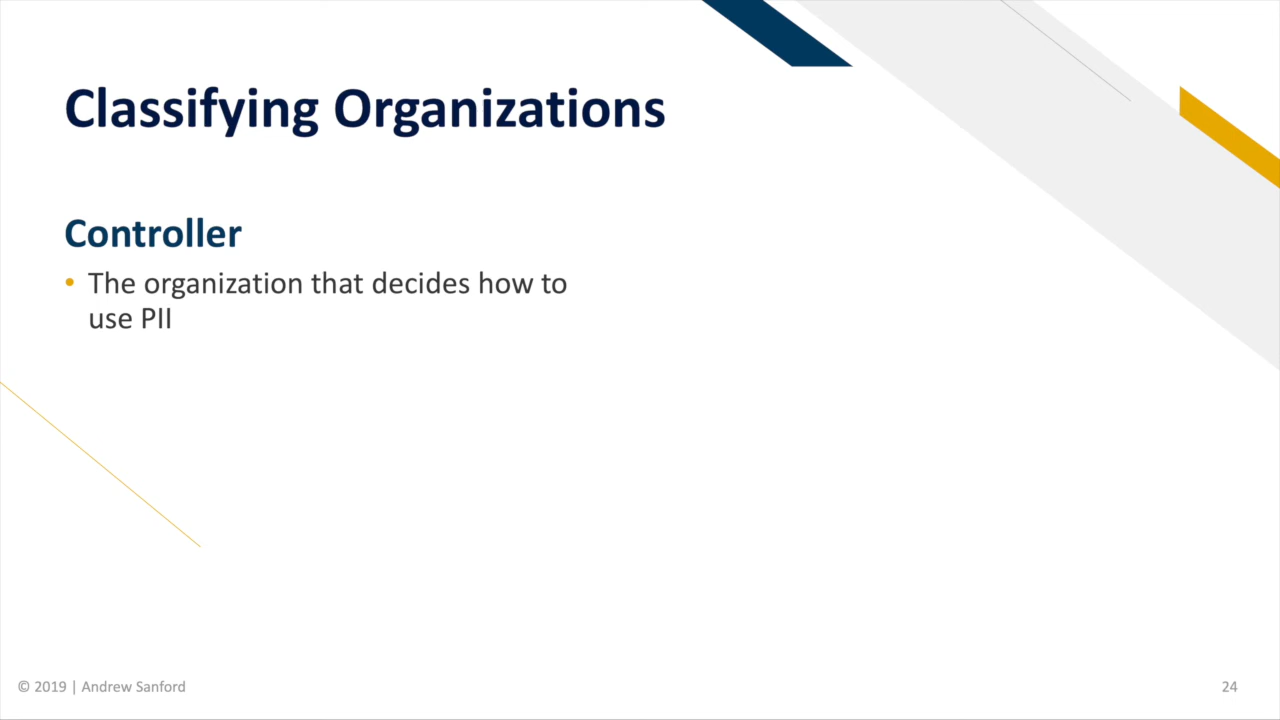 Classifying Organizations
Controller
• The organization that decides how to
use PII
© 2019 | Andrew Sanford
24